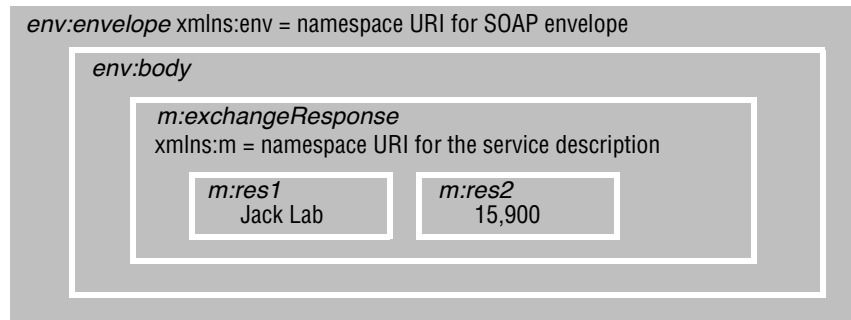 env:envelope xmlns:env = namespace URI for SOAP envelope
env:body
m:exchangeResponse
xmlns:m = namespace URI for the service description
m:res1 m:res2
Jack Lab 15,900